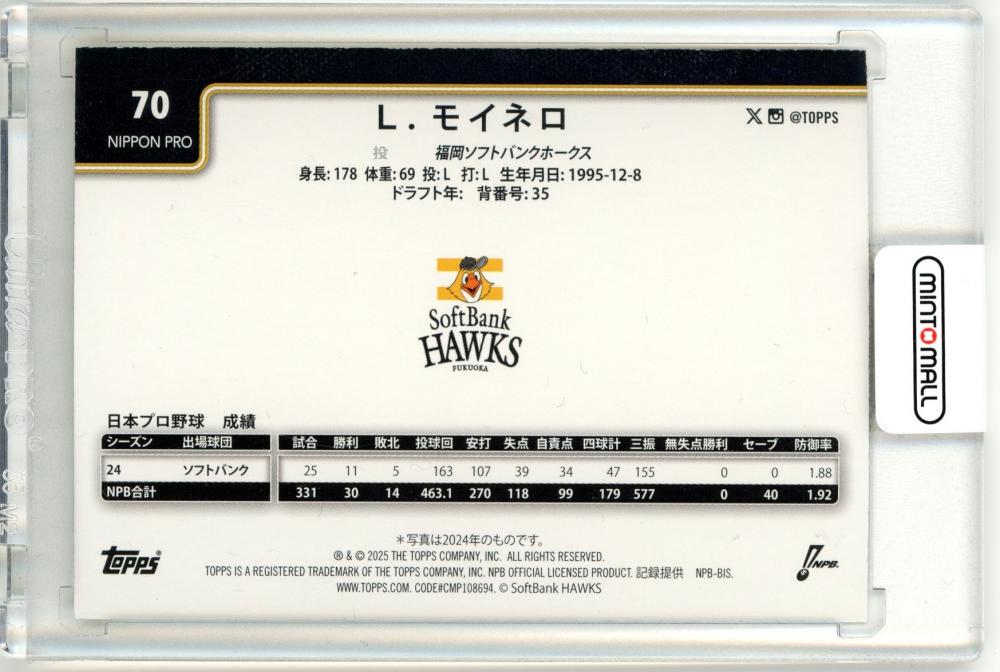 70
NIPPON PRO
L. モイネロ
@TOPPS
投 福岡ソフトバンクホークス
身長: 178 体重: 69 投: L 打: L 生年月日: 1995-12-8
ドラフト年: 背番号: 35
SoftBank
HAWKS
FUKUOKA
MINTOMALL
日本プロ野球 成績
シーズン 出場球団 試合 勝利 敗北 投球回 安打 失点 自責点 四球計 三振 無失点勝利 セーブ 防御率
24 ソフトバンク 25 11 5 163 107 39 34 47 155 0 0 1.88
NPB合計 331 30 14 463.1 270 118 99 179 577 0 40 1.92
*写真は2024年のものです。
® & © 2025 THE TOPPS COMPANY, INC. ALL RIGHTS RESERVED.
TOPPS IS A REGISTERED TRADEMARK OF THE TOPPS COMPANY, INC. NPB OFFICIAL LICENSED PRODUCT. 記録提供 NPB-BIS.
WWW.TOPPS.COM. CODE#CMP108694. © SoftBank HAWKS
Topps®
NPB.